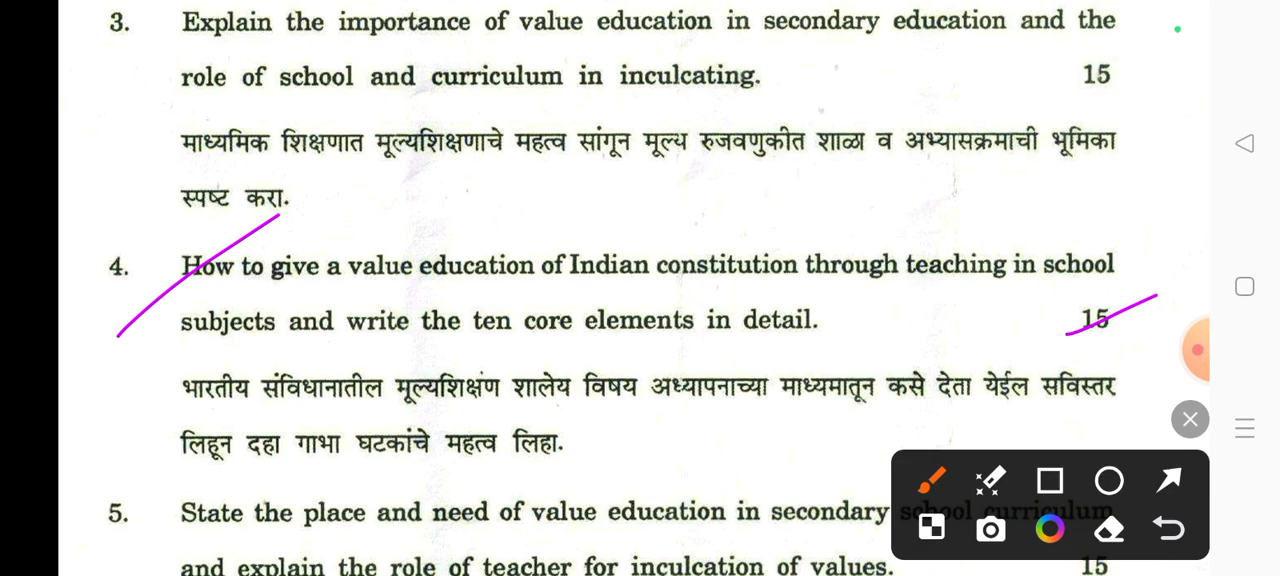 3. Explain the importance of value education in secondary education and the
role of school and curriculum in inculcating. 15
माध्यमिक शिक्षणात मूल्यशिक्षणाचे महत्व सांगून मूल्य रुजवणुकीत शाळा व अभ्यासक्रमाची भूमिका
स्पष्ट करा.
4. How to give a value education of Indian constitution through teaching in school
subjects and write the ten core elements in detail. 15
भारतीय संविधानातील मूल्यशिक्षण शालेय विषय अध्यापनाच्या माध्यमातून कसे देता येईल सविस्तर
लिहून दहा गाभा घटकांचे महत्व लिहा.
5. State the place and need of value education in secondary school curriculum
and explain the role of teacher for inculcation of values. 15